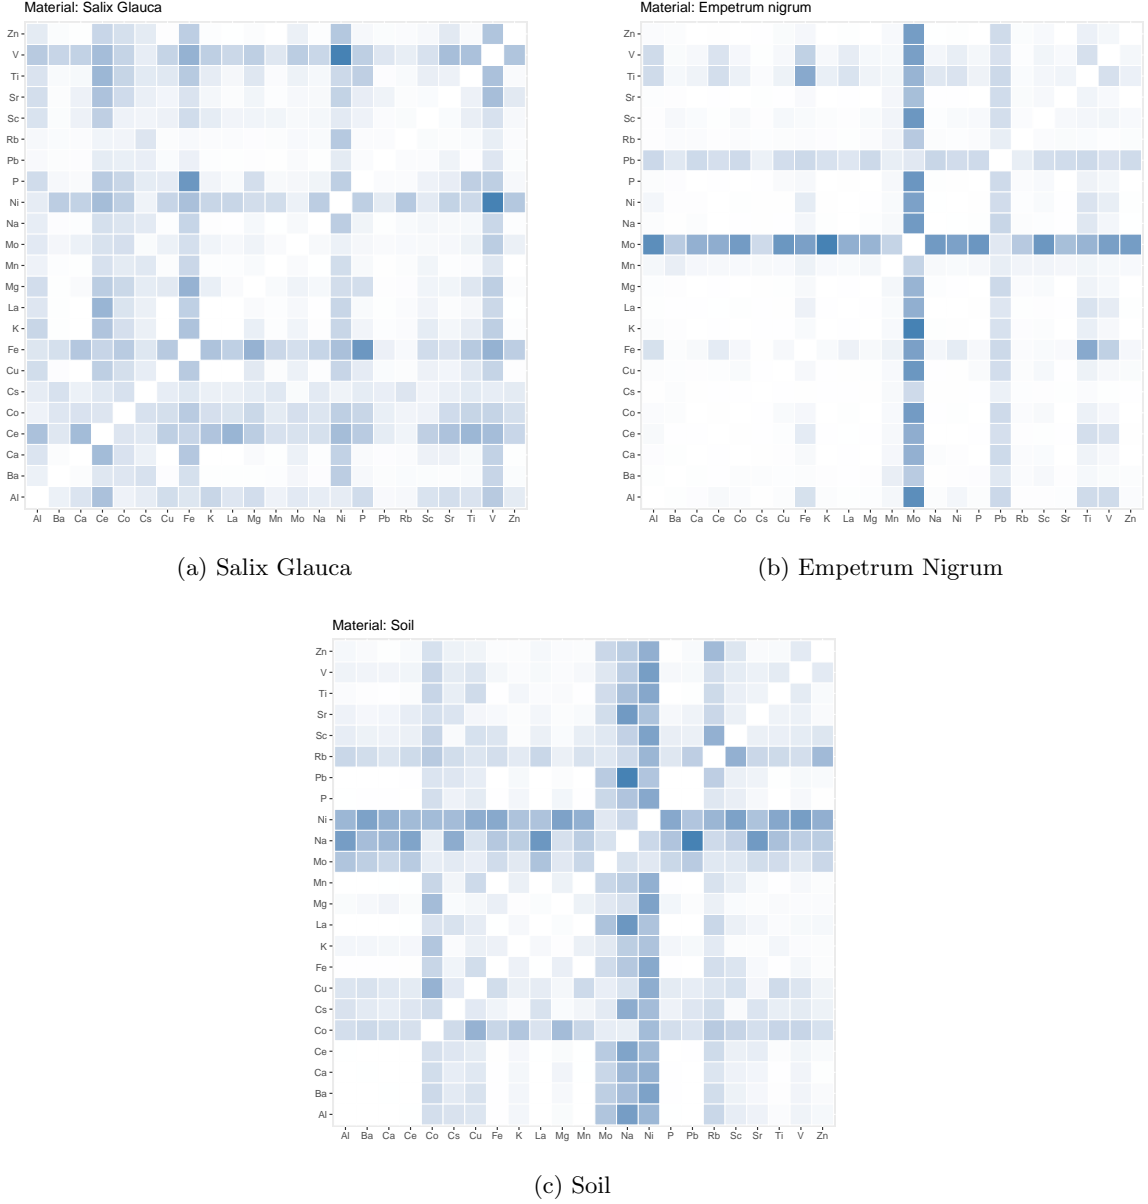 Material: Salix Glauca
Zn
V
Ti
Sr
Sc
Rb
Pb
P
Ni
Na
Mo
Mn
Mg
La
K
Fe
Cu
Cs
Co
Ce
Ca
Ba
Al
Al Ba Ca Ce Co Cs Cu Fe K La Mg Mn Mo Na Ni P Pb Rb Sc Sr Ti V Zn
(a) Salix Glauca
Material: Empetrum nigrum
Zn
V
Ti
Sr
Sc
Rb
Pb
P
Ni
Na
Mo
Mn
Mg
La
K
Fe
Cu
Cs
Co
Ce
Ca
Ba
Al
Al Ba Ca Ce Co Cs Cu Fe K La Mg Mn Mo Na Ni P Pb Rb Sc Sr Ti V Zn
(b) Empetrum Nigrum
Material: Soil
Zn
V
Ti
Sr
Sc
Rb
Pb
P
Ni
Na
Mo
Mn
Mg
La
K
Fe
Cu
Cs
Co
Ce
Ca
Ba
Al
Al Ba Ca Ce Co Cs Cu Fe K La Mg Mn Mo Na Ni P Pb Rb Sc Sr Ti V Zn
(c) Soil